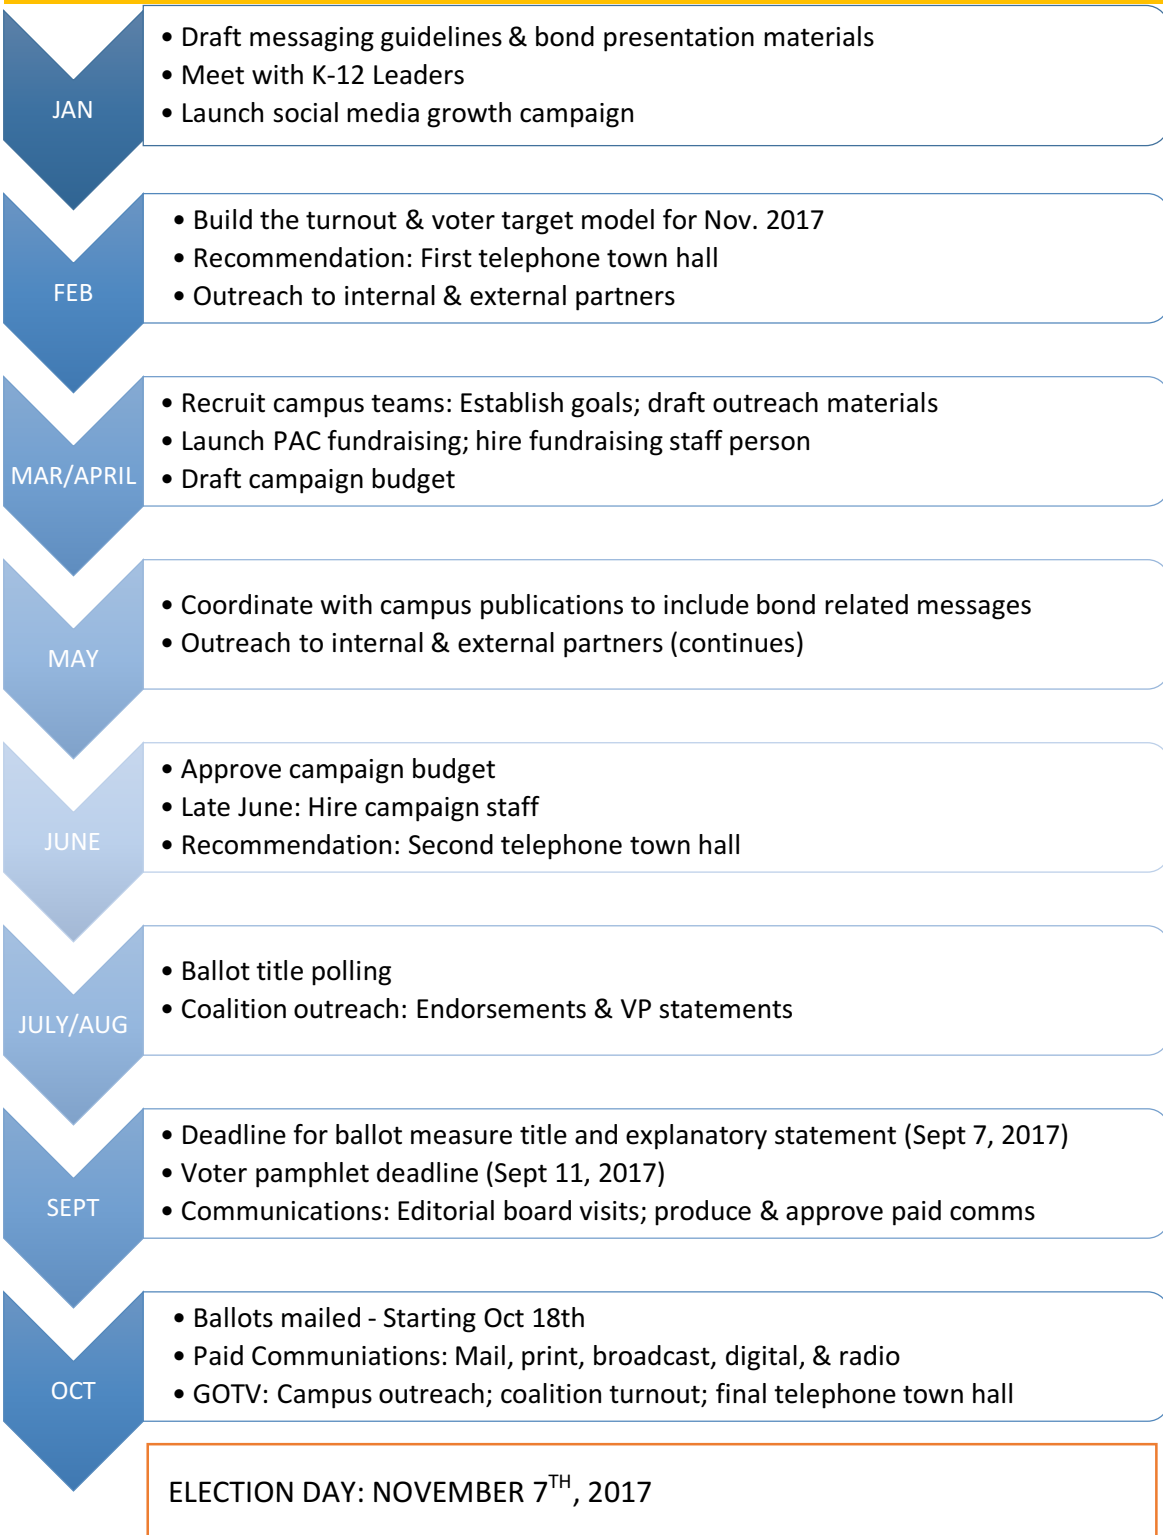 JAN
• Draft messaging guidelines & bond presentation materials
• Meet with K-12 Leaders
• Launch social media growth campaign
FEB
• Build the turnout & voter target model for Nov. 2017
• Recommendation: First telephone town hall
• Outreach to internal & external partners
MAR/APRIL
• Recruit campus teams: Establish goals; draft outreach materials
• Launch PAC fundraising; hire fundraising staff person
• Draft campaign budget
MAY
• Coordinate with campus publications to include bond related messages
• Outreach to internal & external partners (continues)
JUNE
• Approve campaign budget
• Late June: Hire campaign staff
• Recommendation: Second telephone town hall
JULY/AUG
• Ballot title polling
• Coalition outreach: Endorsements & VP statements
SEPT
• Deadline for ballot measure title and explanatory statement (Sept 7, 2017)
• Voter pamphlet deadline (Sept 11, 2017)
• Communications: Editorial board visits; produce & approve paid comms
OCT
• Ballots mailed - Starting Oct 18th
• Paid Communiations: Mail, print, broadcast, digital, & radio
• GOTV: Campus outreach; coalition turnout; final telephone town hall
ELECTION DAY: NOVEMBER 7TH, 2017